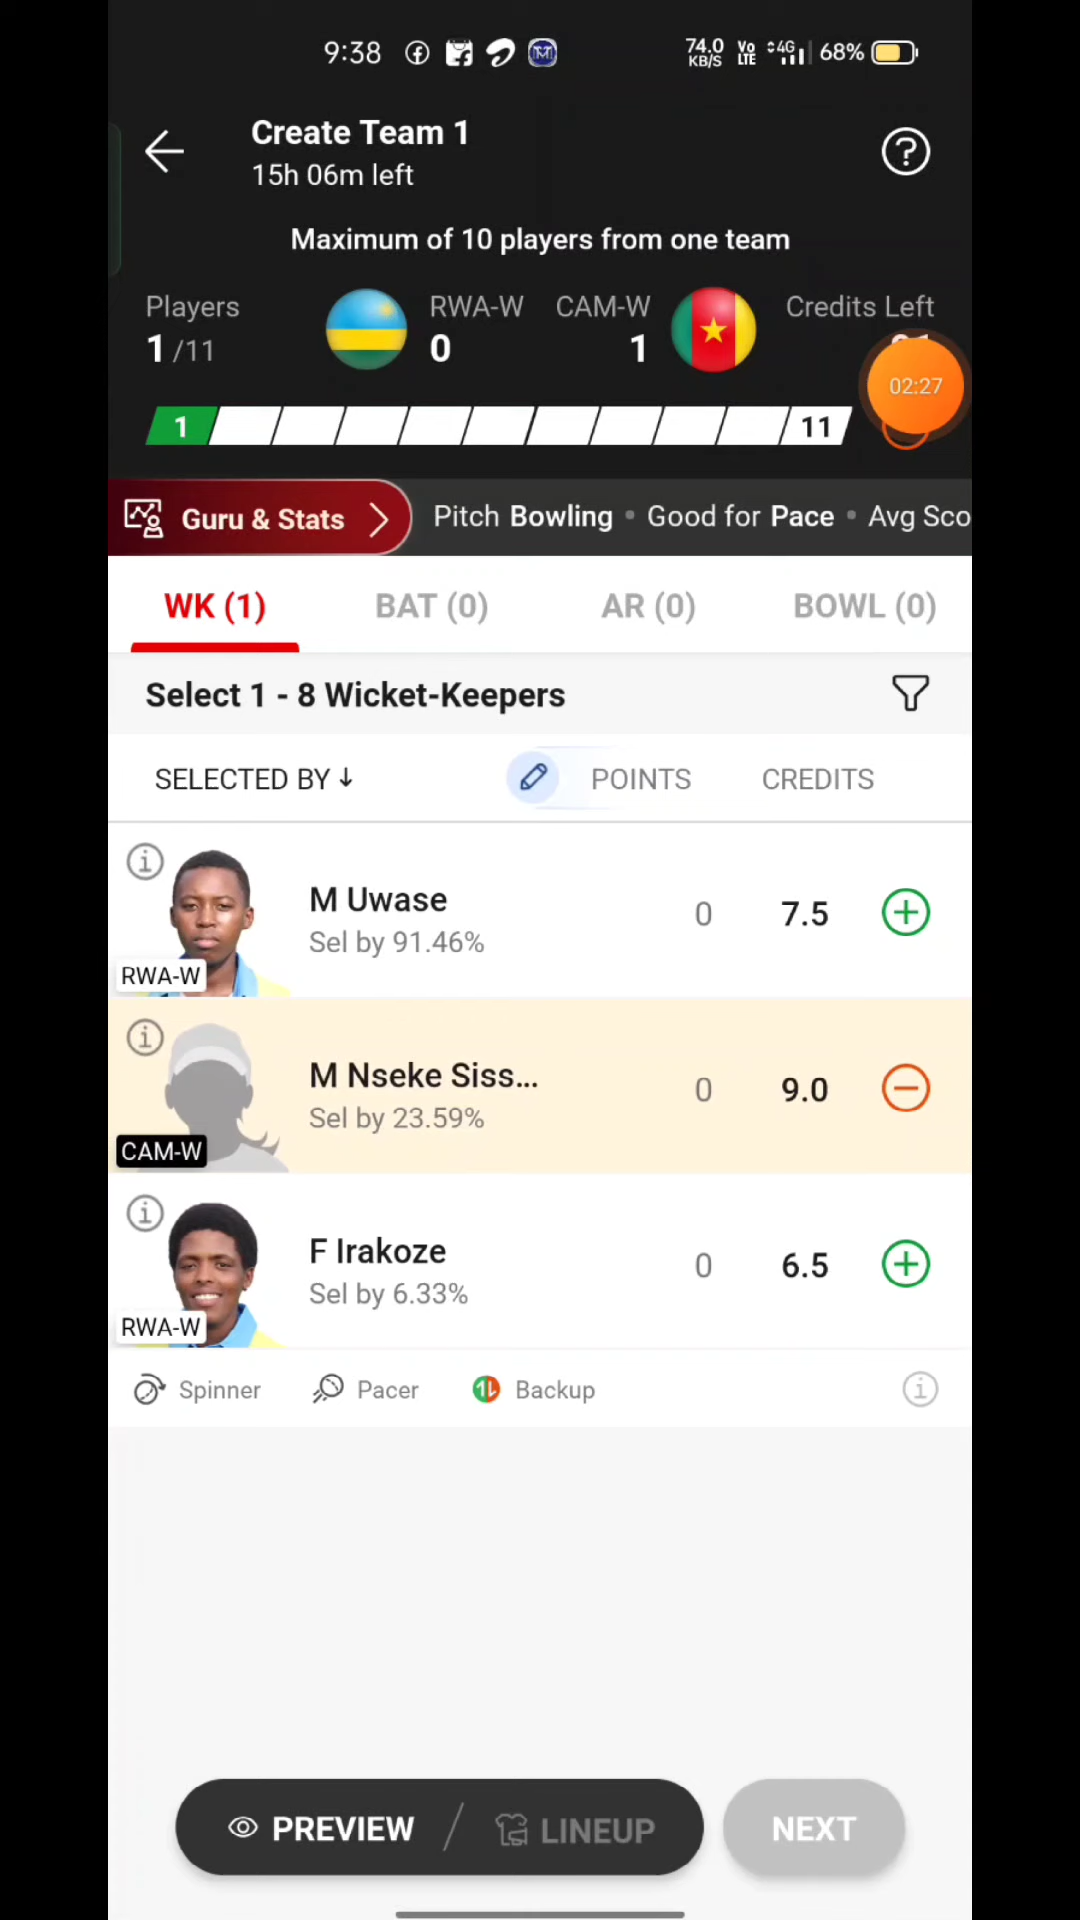 9:38 74.0 KB/S Vo LTE 4G 68%
Create Team 1
15h 06m left
Maximum of 10 players from one team
Players RWA-W CAM-W Credits Left
1/11 0 1
02:27
1 11
Guru & Stats Pitch Bowling • Good for Pace • Avg Sco
WK (1) BAT (0) AR (0) BOWL (0)
Select 1 - 8 Wicket-Keepers
SELECTED BY ↓ POINTS CREDITS
M Uwase 0 7.5
Sel by 91.46%
RWA-W
M Nseke Siss... 0 9.0
Sel by 23.59%
CAM-W
F Irakoze 0 6.5
Sel by 6.33%
RWA-W
Spinner Pacer Backup
PREVIEW / LINEUP NEXT